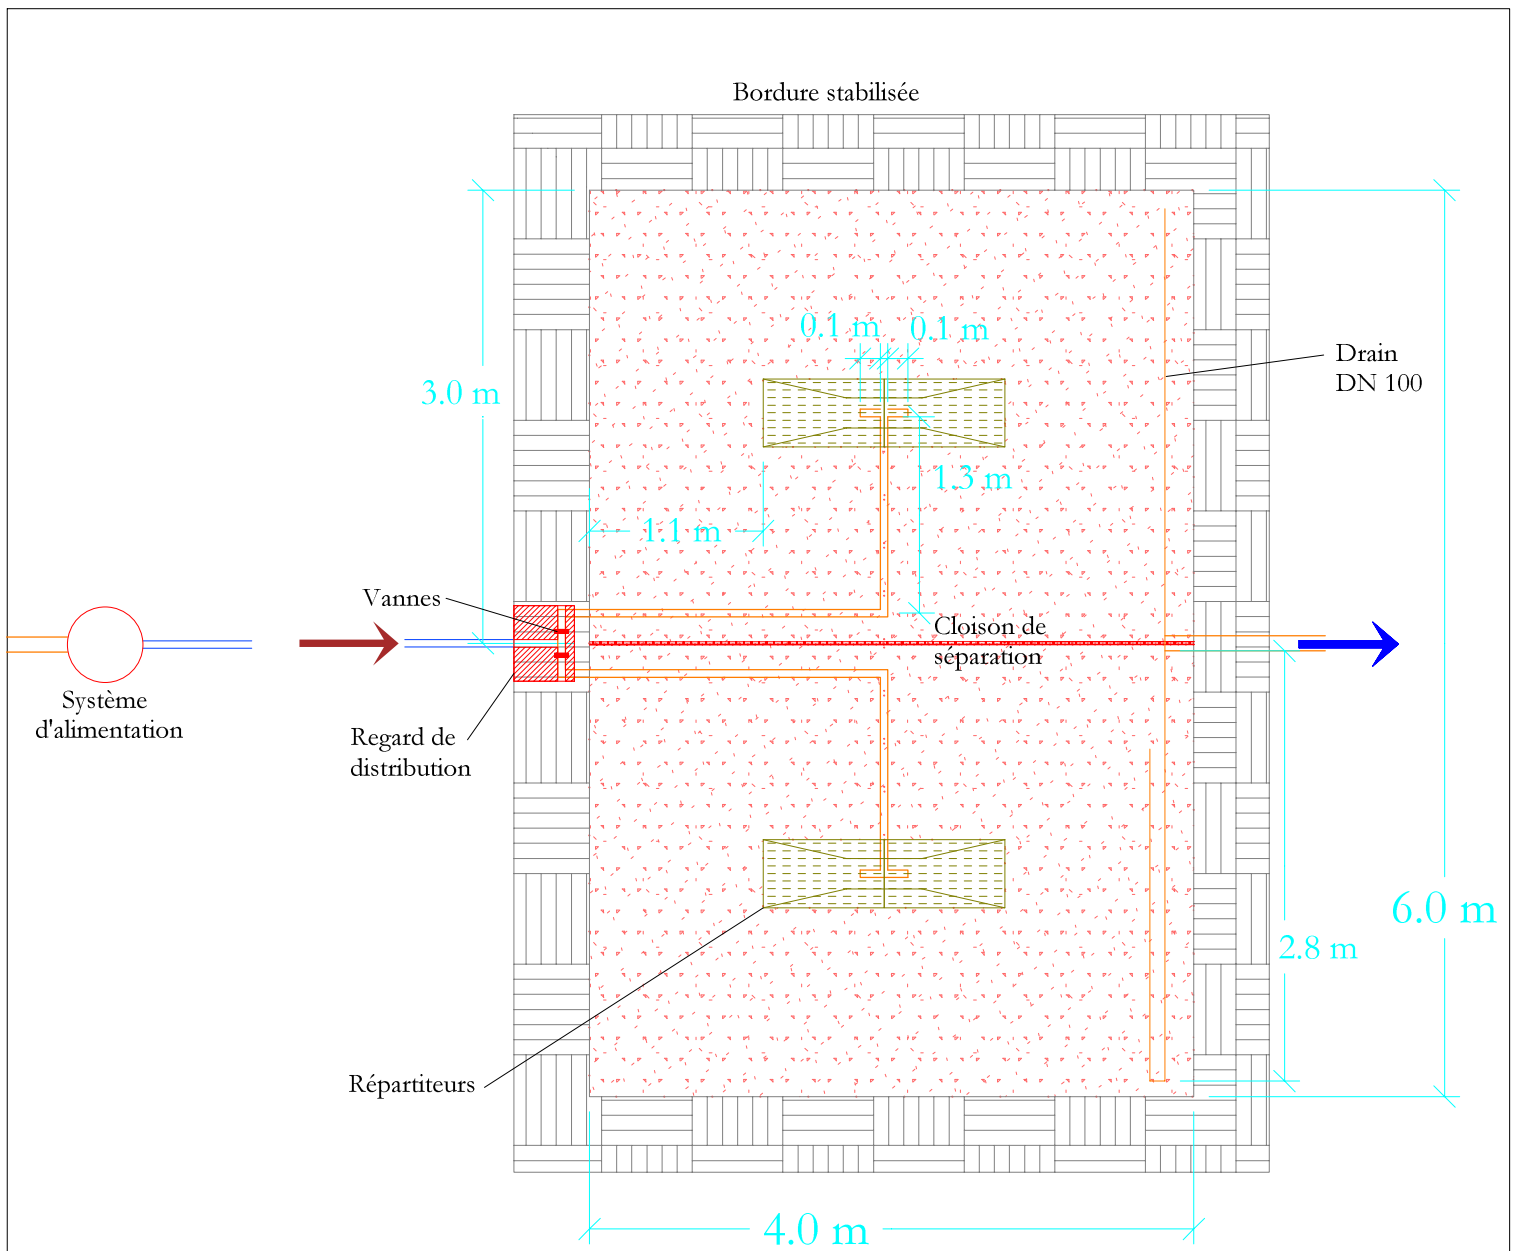 Bordure stabilisée
0.1 m
0.1 m
Drain
DN 100
3.0 m
1.3 m
1.1 m
Vannes
Cloison de
séparation
Système
d'alimentation
Regard de
distribution
6.0 m
2.8 m
Répartiteurs
4.0 m